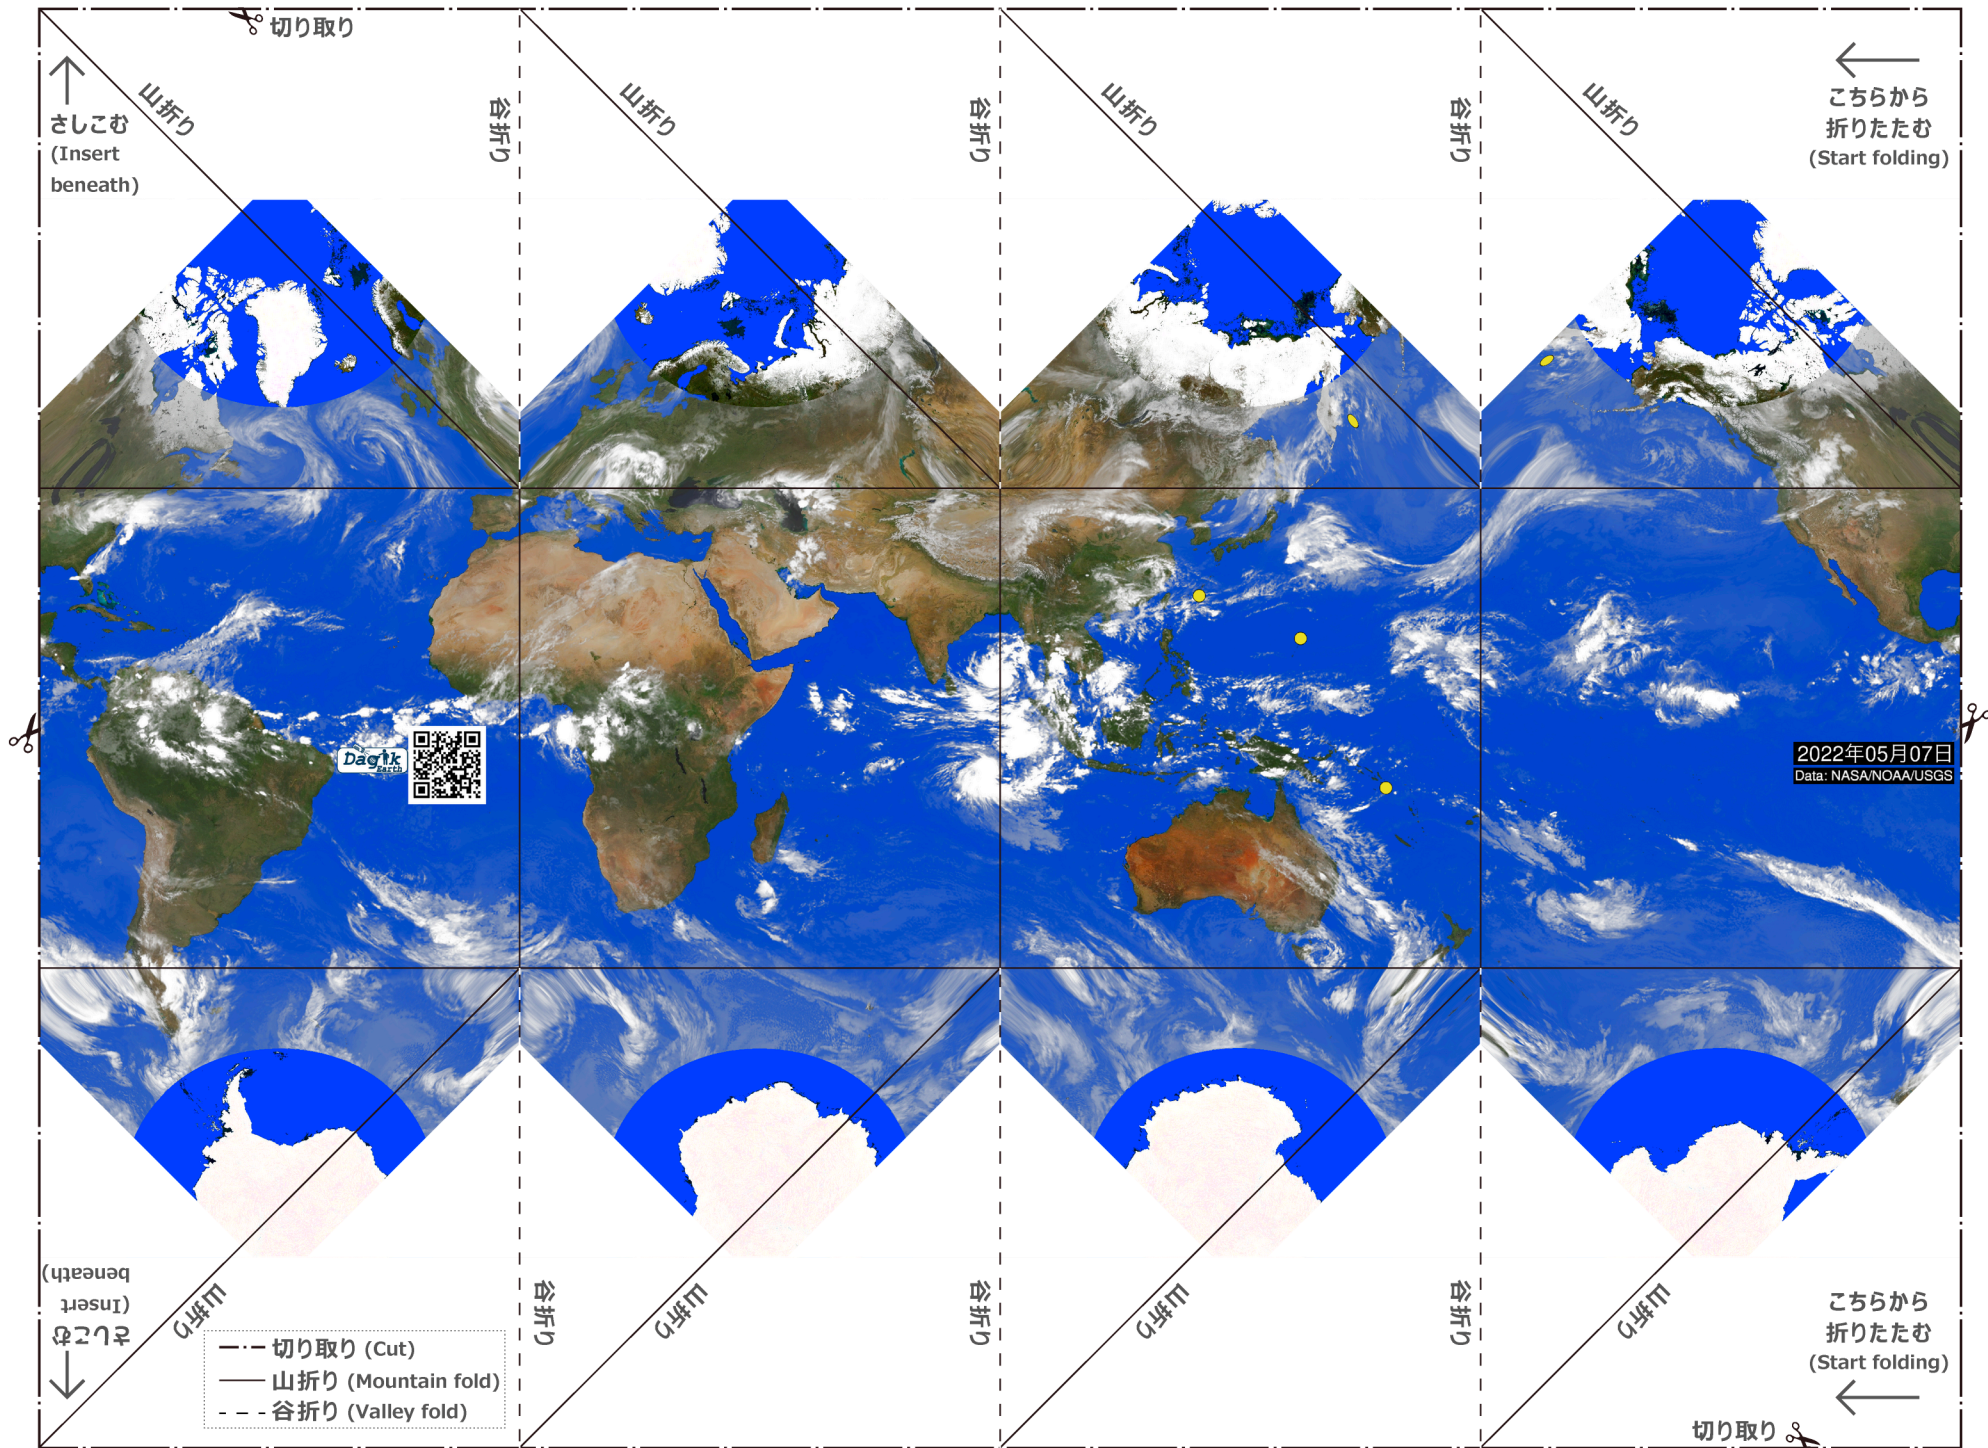 切り取り
さしこむ
(Insert
beneath)
山折り
谷折り
山折り
谷折り
山折り
谷折り
山折り
こちらから
折りたたむ
(Start folding)
Dagik
Earth
2022年05月07日
Data: NASA/NOAA/USGS
さしこむ
(Insert
beneath)
山折り
谷折り
山折り
谷折り
山折り
谷折り
山折り
こちらから
折りたたむ
(Start folding)
切り取り (Cut)
山折り (Mountain fold)
谷折り (Valley fold)
切り取り